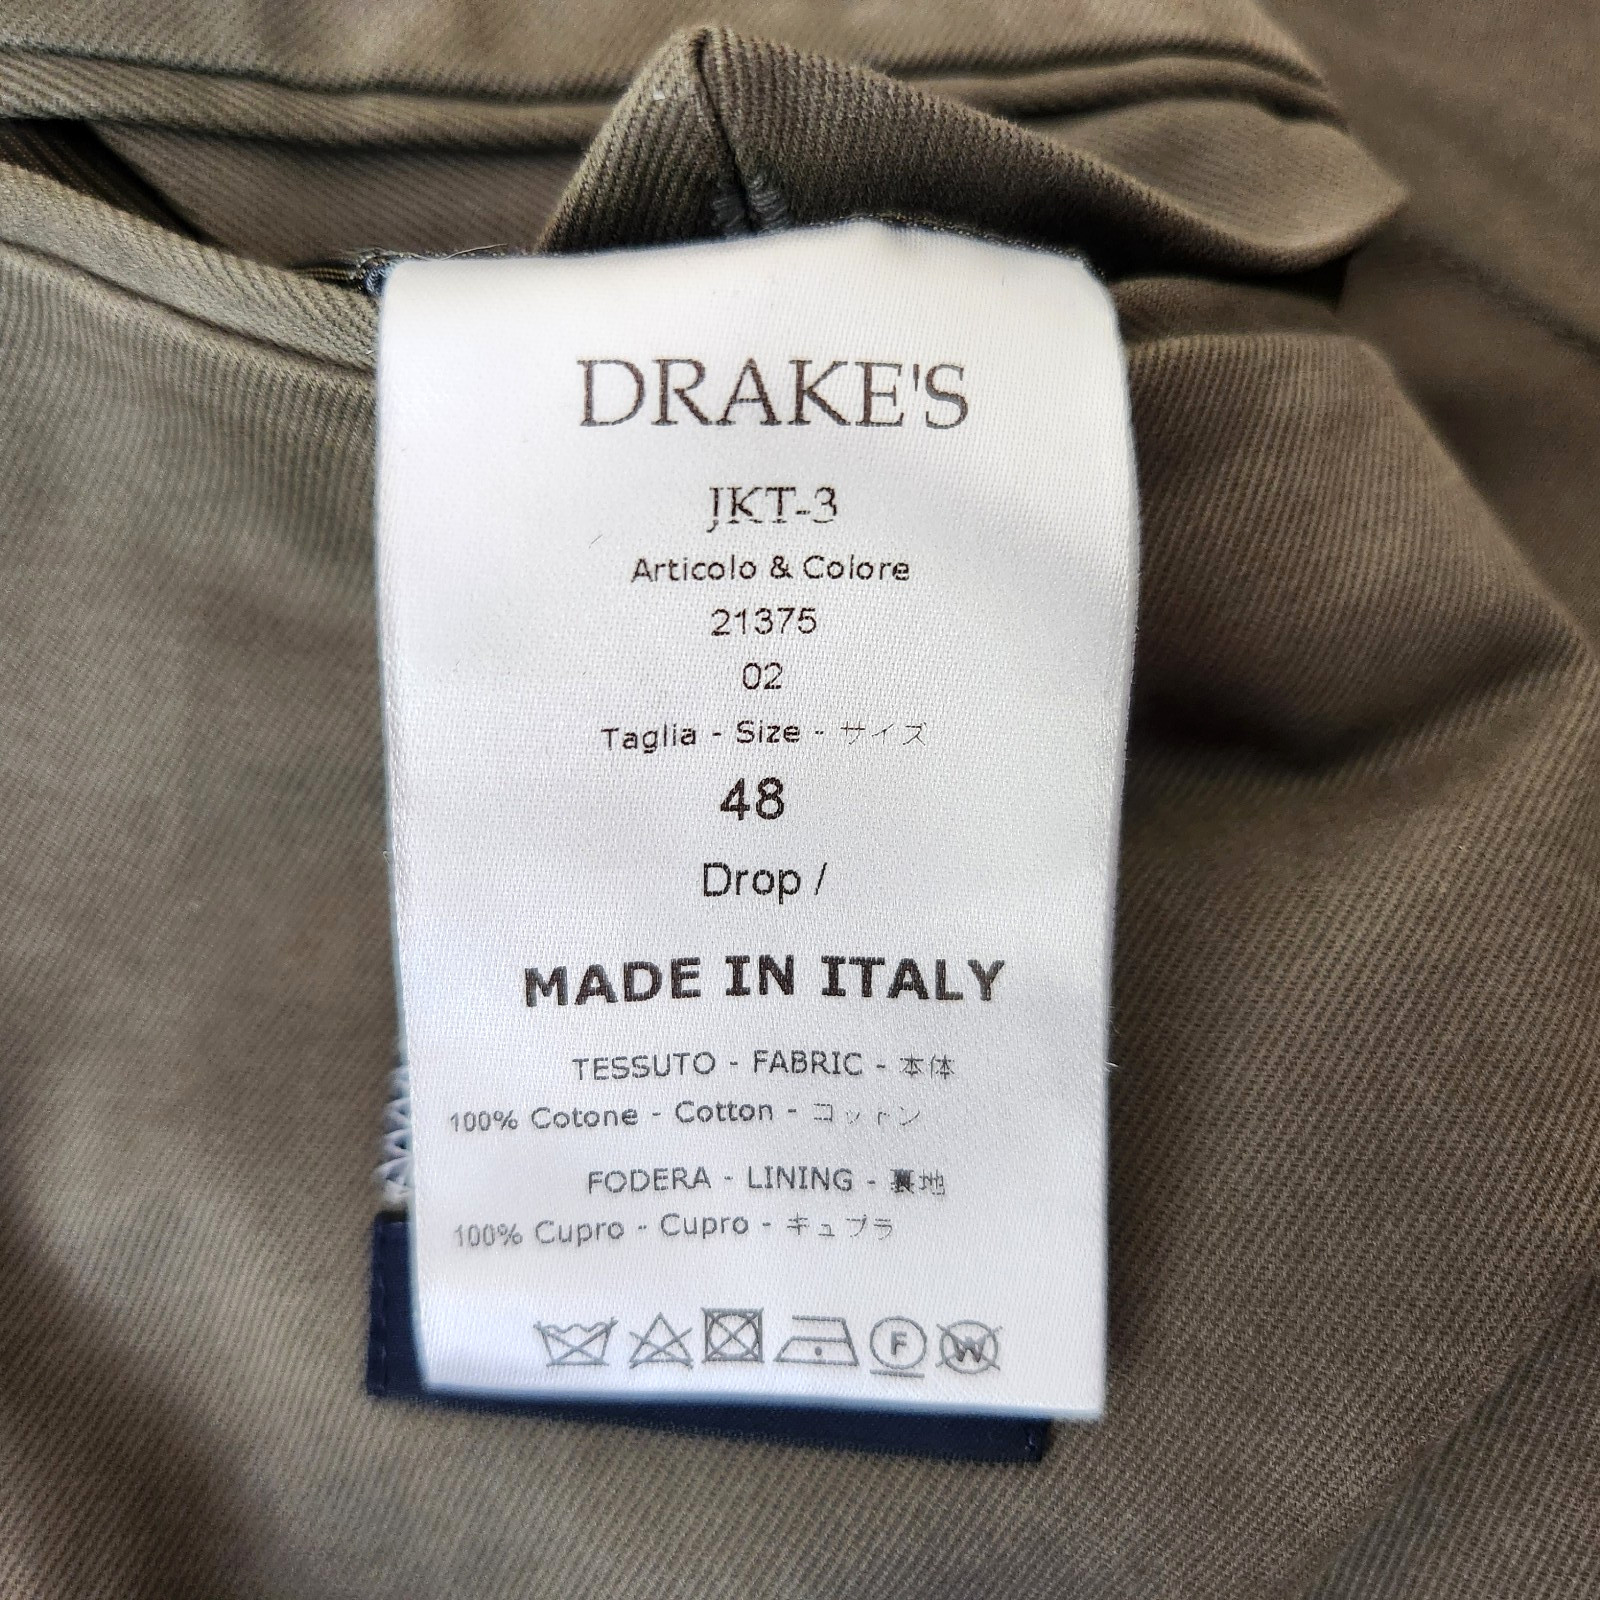 DRAKE'S
JKT-3
Articolo & Colore
21375
02
Taglia - Size - サイズ
48
Drop /
MADE IN ITALY
TESSUTO - FABRIC - 本体
100% Cotone - Cotton - コットン
FODERA - LINING - 裏地
100% Cupro - Cupro - キュプラ
F W